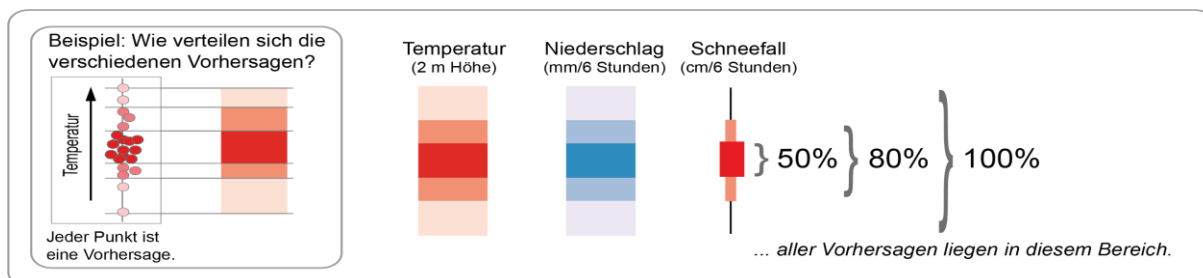 Beispiel: Wie verteilen sich die
verschiedenen Vorhersagen?
Temperatur
Jeder Punkt ist
eine Vorhersage.
Temperatur
(2 m Höhe)
Niederschlag
(mm/6 Stunden)
Schneefall
(cm/6 Stunden)
50%
80%
100%
... aller Vorhersagen liegen in diesem Bereich.